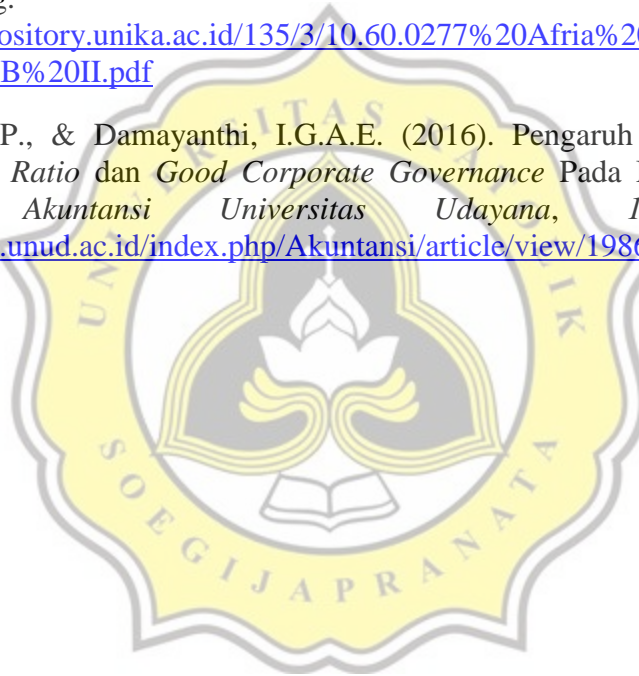 g.
ository.unika.ac.id/135/3/10.60.0277%20Afria%20
B%20II.pdf
P., & Damayanthi, I.G.A.E. (2016). Pengaruh
Ratio dan Good Corporate Governance Pada
Akuntansi Universitas Udayana,
.unud.ac.id/index.php/Akuntansi/article/view/1986
UNIVERSITAS KATOLIK
SOEGIJAPRANATA